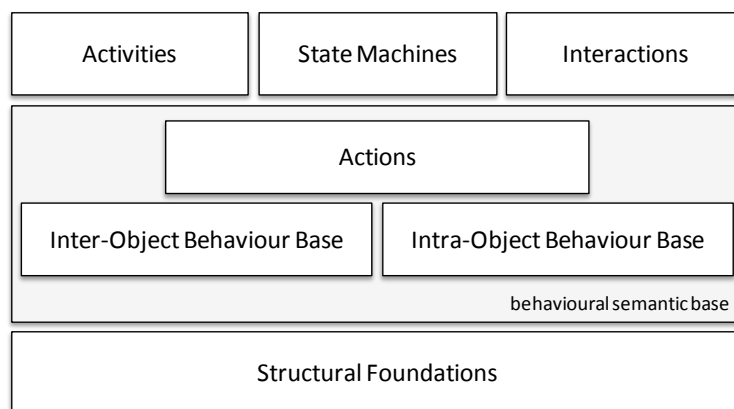 Activities
State Machines
Interactions
Actions
Inter-Object Behaviour Base
Intra-Object Behaviour Base
behavioural semantic base
Structural Foundations